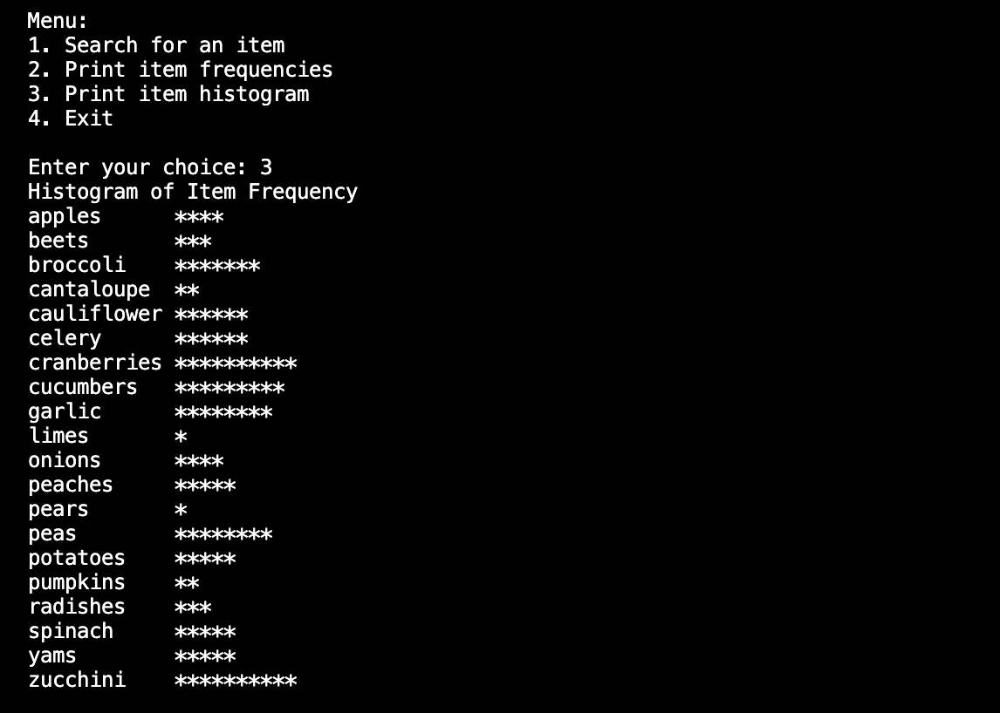 Menu:
1. Search for an item
2. Print item frequencies
3. Print item histogram
4. Exit

Enter your choice: 3
Histogram of Item Frequency
apples      ****
beets       ***
broccoli    *******
cantaloupe  **
cauliflower ******
celery      ******
cranberries **********
cucumbers   *********
garlic      ********
limes       *
onions      ****
peaches     *****
pears       *
peas        ********
potatoes    *****
pumpkins    **
radishes    ***
spinach     *****
yams        *****
zucchini    **********